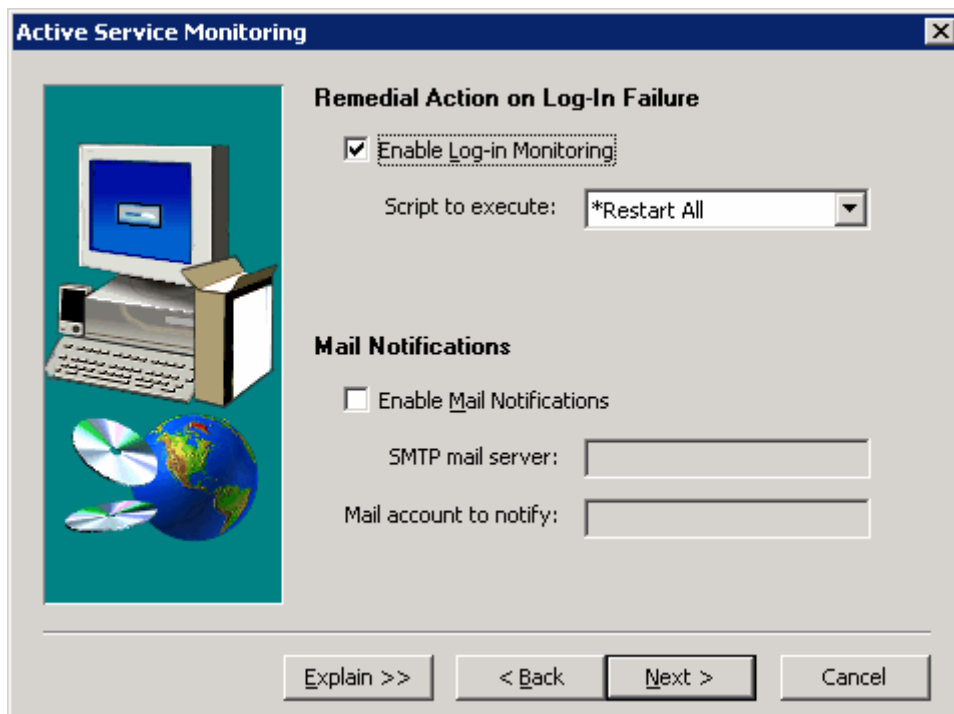 Active Service Monitoring
Remedial Action on Log-In Failure
Enable Log-in Monitoring
Script to execute: *Restart All
Mail Notifications
Enable Mail Notifications
SMTP mail server:
Mail account to notify:
Explain >> < Back Next > Cancel